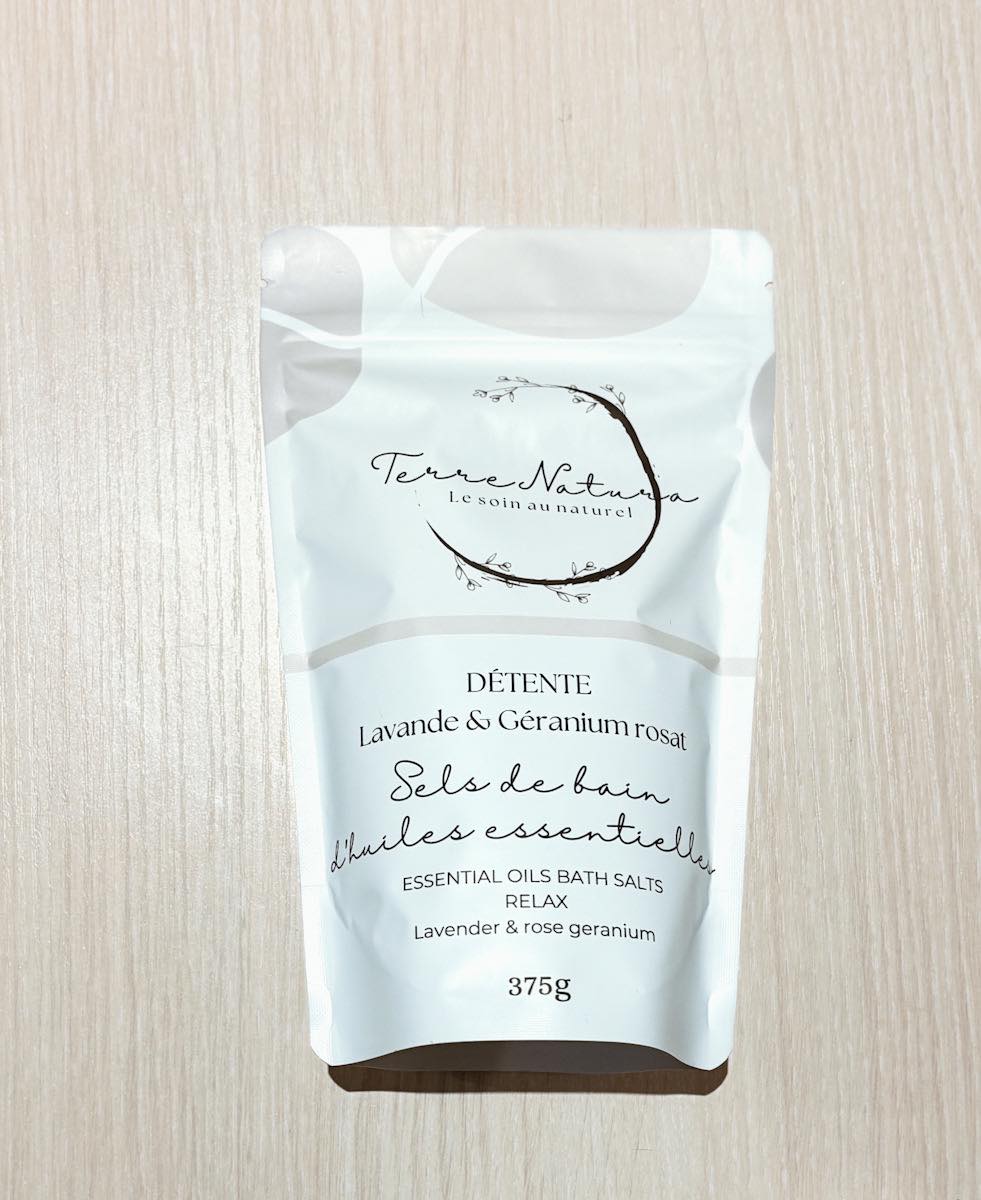 Terre Natura
Le soin au naturel
DÉTENTE
Lavande & Géranium rosat
Sels de bain
d'huiles essentielles
ESSENTIAL OILS BATH SALTS
RELAX
Lavender & rose geranium
375g